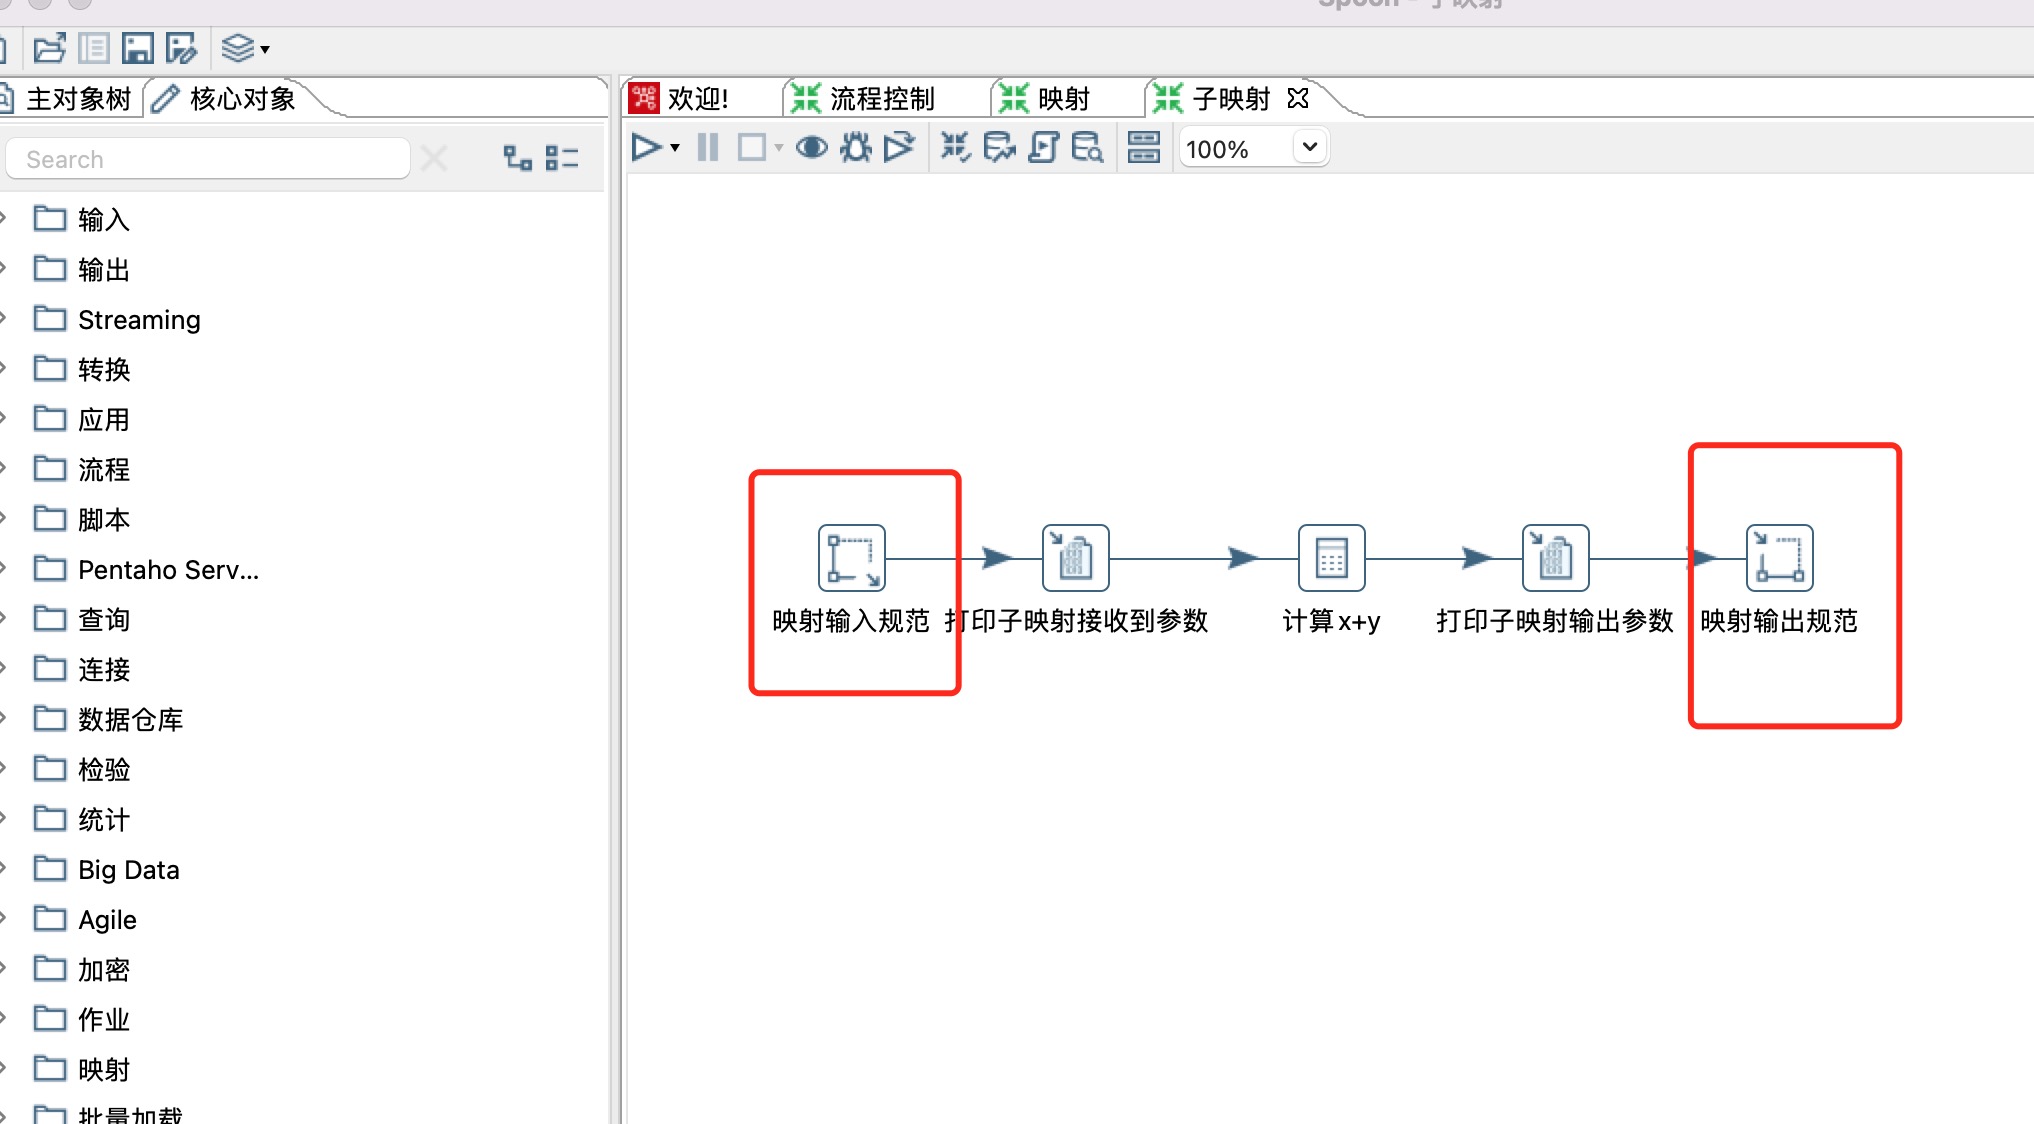 Spoon - 子映射
主对象树
核心对象
欢迎!
流程控制
映射
子映射
Search
100%
输入
输出
Streaming
转换
应用
流程
脚本
Pentaho Serv...
查询
连接
数据仓库
检验
统计
Big Data
Agile
加密
作业
映射
批量加载
映射输入规范
打印子映射接收到参数
计算x+y
打印子映射输出参数
映射输出规范